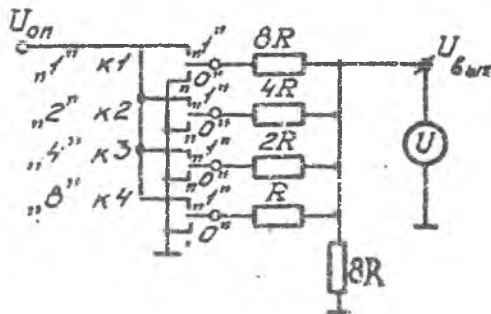 Uоп
„1” к1 „1” 8R Uвых
„0”
„2” к2 „1” 4R
„0”
„4” к3 „1” 2R U
„0”
„8” к4 „1” R
„0”
8R